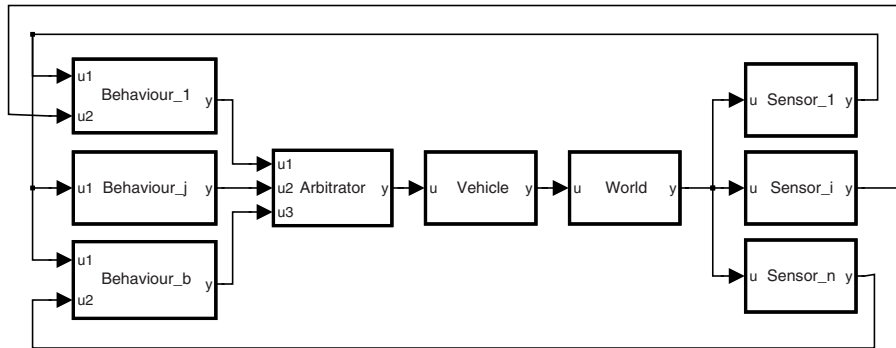 u1
Behaviour_1
y
u2
u1
Behaviour_j
y
u1
Behaviour_b
y
u2
u1
u2
Arbitrator
y
u3
u
Vehicle
y
u
World
y
u
Sensor_1
y
u
Sensor_i
y
u
Sensor_n
y